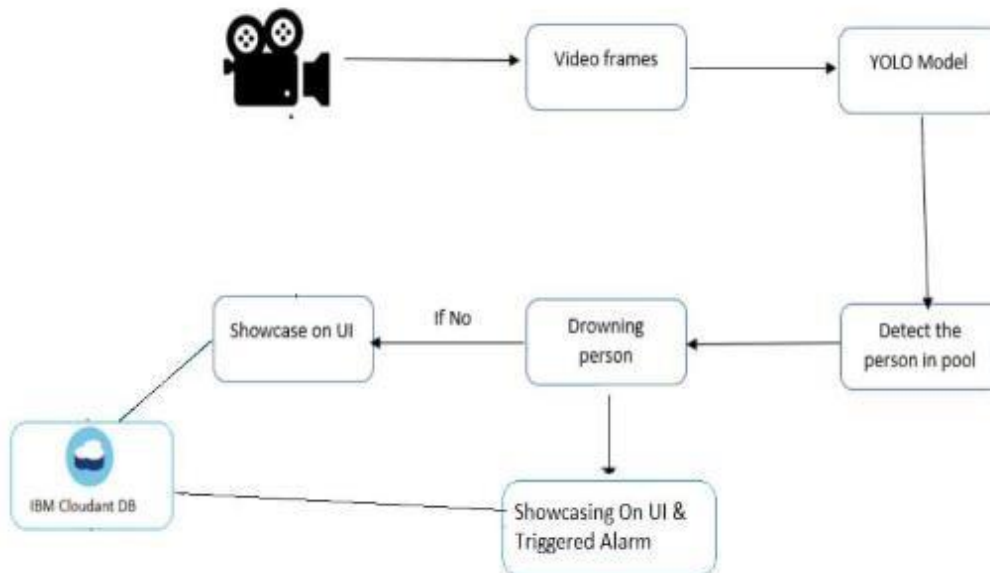 Video frames
YOLO Model
Detect the
person in pool
Drowning
person
If No
Showcase on UI
IBM Cloudant DB
Showcasing On UI &
Triggered Alarm